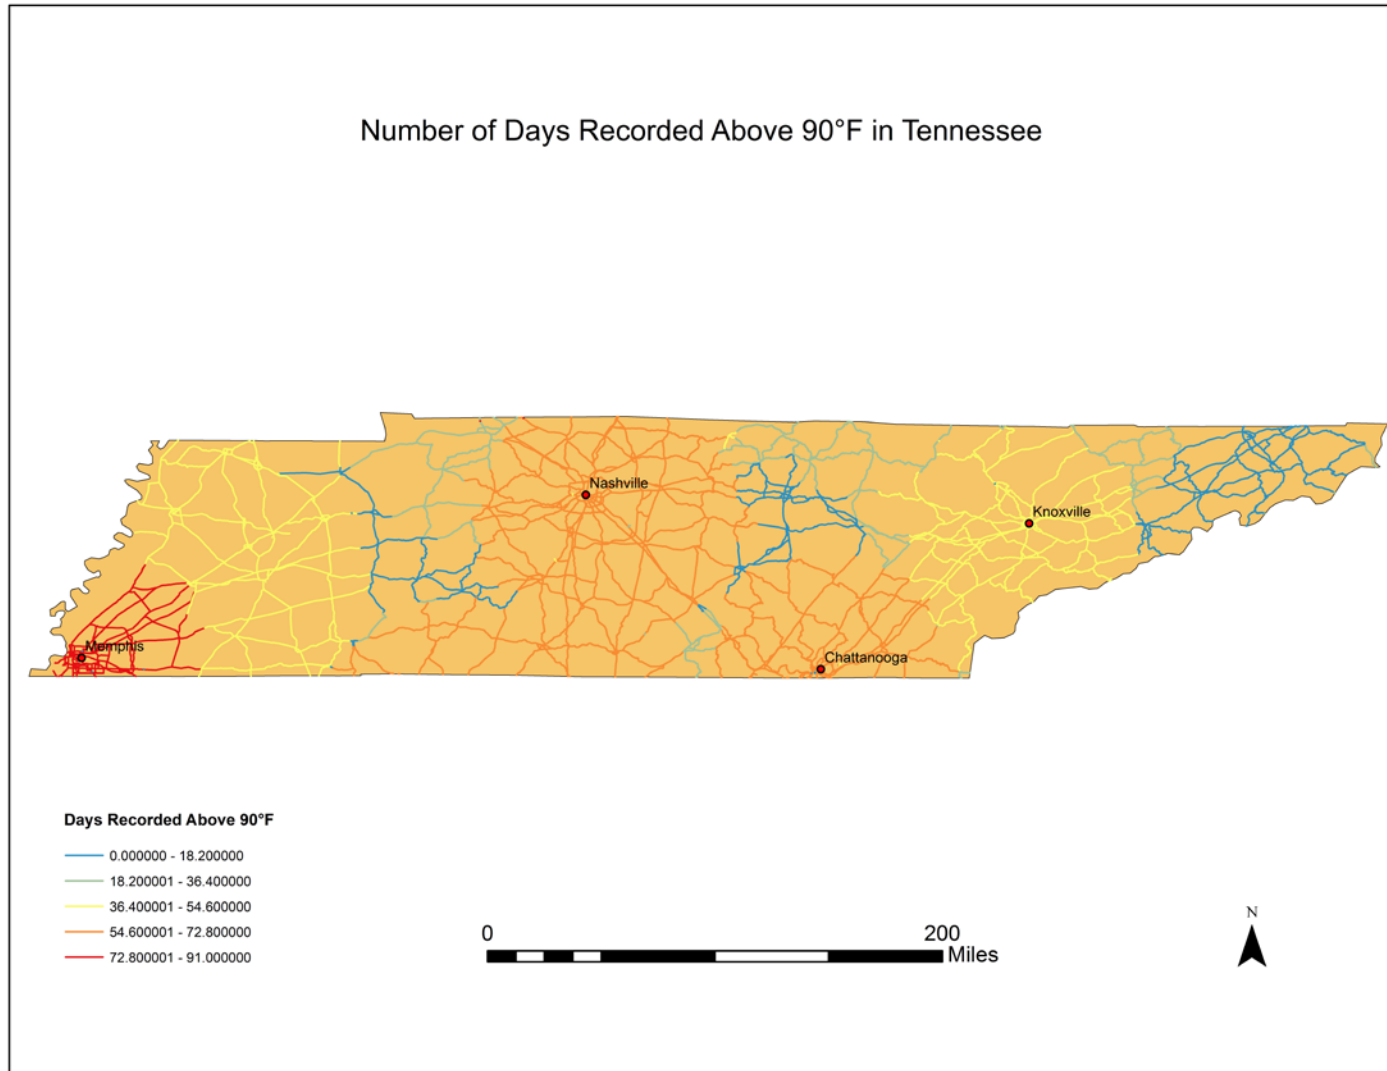 Number of Days Recorded Above 90°F in Tennessee
Nashville
Knoxville
Memphis
Chattanooga
Days Recorded Above 90°F
0.000000 - 18.200000
18.200001 - 36.400000
36.400001 - 54.600000
54.600001 - 72.800000
72.800001 - 91.000000
0 200
Miles
N